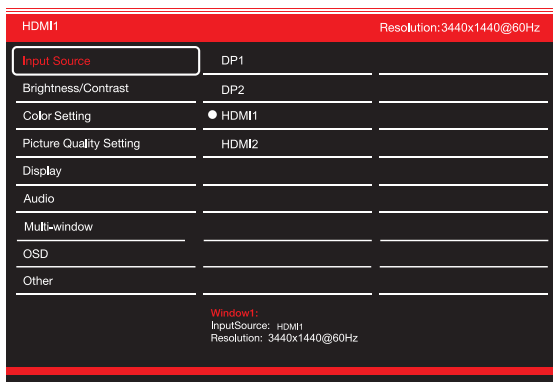 HDMI1 Resolution:3440x1440@60Hz
Input Source DP1
Brightness/Contrast DP2
Color Setting HDMI1
Picture Quality Setting HDMI2
Display
Audio
Multi-window
OSD
Other
Window1:
InputSource: HDMI1
Resolution: 3440x1440@60Hz